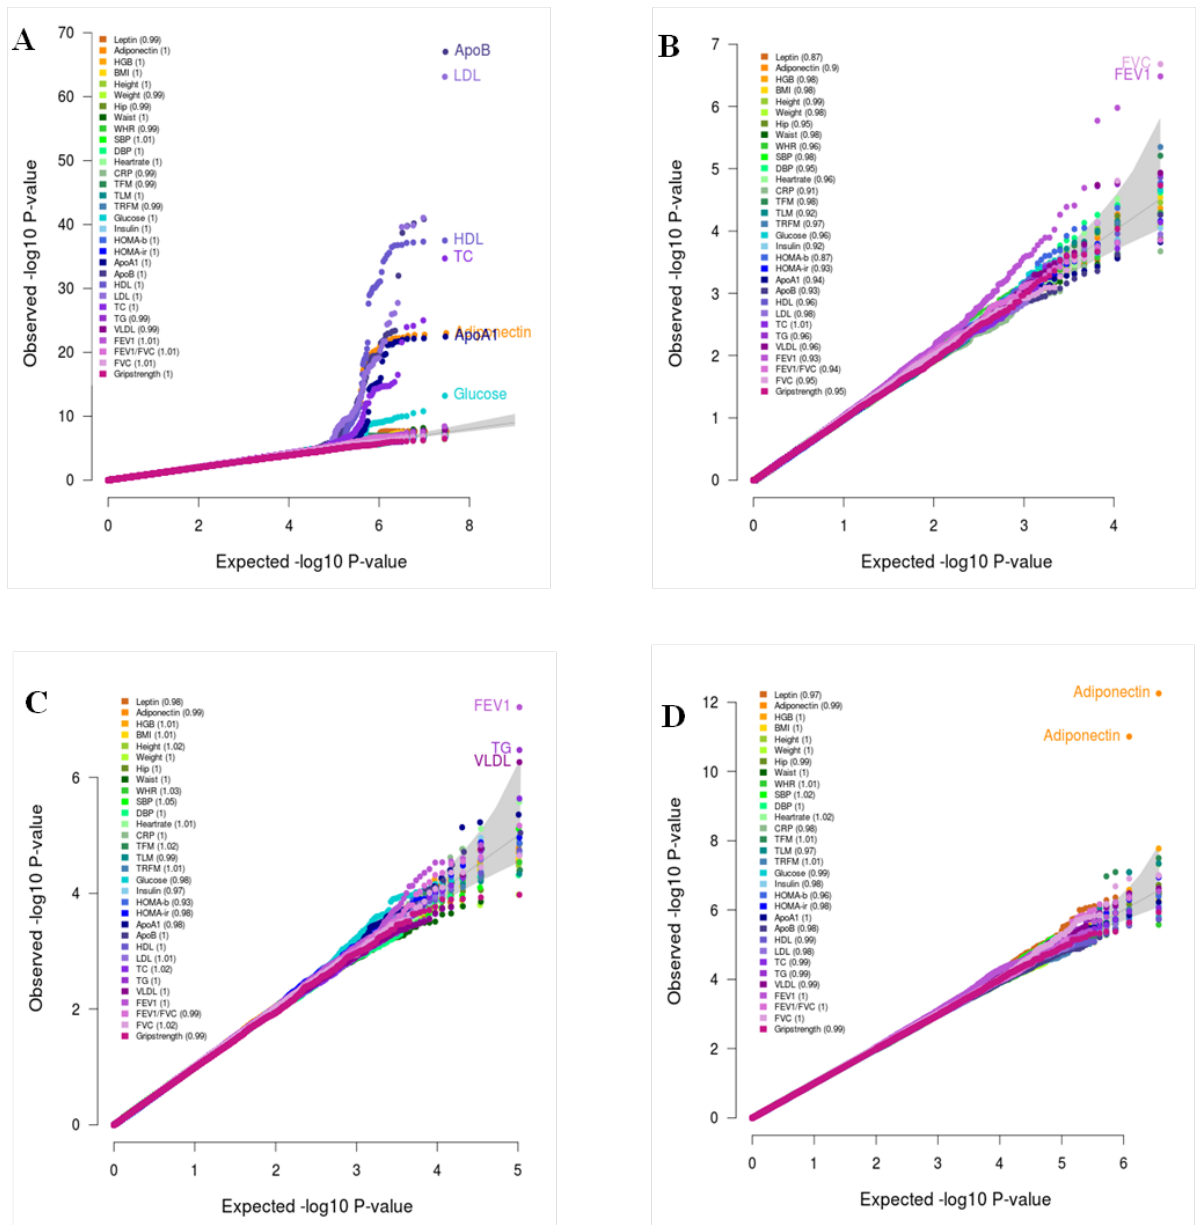 A
70
60
50
40
30
20
10
0
Observed -log10 P-value
Leptin (0.99)
Adiponectin (1)
HGB (1)
BMI (1)
Height (1)
Weight (0.99)
Hip (0.99)
Waist (1)
WHR (0.99)
SBP (1.01)
DBP (1)
Heartrate (1)
CRP (0.99)
TFM (0.99)
TLM (1)
TRFM (0.99)
Glucose (1)
Insulin (1)
HOMA-b (1)
HOMA-ir (1)
ApoA1 (1)
ApoB (1)
HDL (1)
LDL (1)
TC (1)
TG (0.99)
VLDL (0.99)
FEV1 (1.01)
FEV1/FVC (1.01)
FVC (1.01)
Gripstrength (1)
ApoB
LDL
HDL
TC
Adiponectin
ApoA1
Glucose
0 2 4 6 8
Expected -log10 P-value
B
7
6
5
4
3
2
1
0
Observed -log10 P-value
Leptin (0.87)
Adiponectin (0.9)
HGB (0.98)
BMI (0.98)
Height (0.99)
Weight (0.98)
Hip (0.95)
Waist (0.98)
WHR (0.96)
SBP (0.98)
DBP (0.95)
Heartrate (0.96)
CRP (0.91)
TFM (0.98)
TLM (0.92)
TRFM (0.97)
Glucose (0.96)
Insulin (0.92)
HOMA-b (0.87)
HOMA-ir (0.93)
ApoA1 (0.94)
ApoB (0.93)
HDL (0.96)
LDL (0.98)
TC (1.01)
TG (0.96)
VLDL (0.96)
FEV1 (0.93)
FEV1/FVC (0.94)
FVC (0.95)
Gripstrength (0.95)
FVC
FEV1
0 1 2 3 4
Expected -log10 P-value
C
6
4
2
0
Observed -log10 P-value
Leptin (0.98)
Adiponectin (0.99)
HGB (1.01)
BMI (1.01)
Height (1.02)
Weight (1)
Hip (1)
Waist (1)
WHR (1.03)
SBP (1.05)
DBP (1)
Heartrate (1.01)
CRP (1)
TFM (1.02)
TLM (0.99)
TRFM (1.01)
Glucose (0.98)
Insulin (0.97)
HOMA-b (0.93)
HOMA-ir (0.98)
ApoA1 (0.98)
ApoB (1)
HDL (1)
LDL (1.01)
TC (1.02)
TG (1)
VLDL (1)
FEV1 (1)
FEV1/FVC (0.99)
FVC (1.02)
Gripstrength (0.99)
FEV1
TG
VLDL
0 1 2 3 4 5
Expected -log10 P-value
D
12
10
8
6
4
2
0
Observed -log10 P-value
Leptin (0.97)
Adiponectin (0.99)
HGB (1)
BMI (1)
Height (1)
Weight (1)
Hip (0.99)
Waist (1)
WHR (1.01)
SBP (1.02)
DBP (1)
Heartrate (1.02)
CRP (0.98)
TFM (1.01)
TLM (0.97)
TRFM (1.01)
Glucose (0.99)
Insulin (0.98)
HOMA-b (0.96)
HOMA-ir (0.98)
ApoA1 (1)
ApoB (0.98)
HDL (0.99)
LDL (0.98)
TC (0.99)
TG (0.99)
VLDL (0.99)
FEV1 (1)
FEV1/FVC (1)
FVC (1)
Gripstrength (0.99)
Adiponectin
Adiponectin
0 1 2 3 4 5 6
Expected -log10 P-value